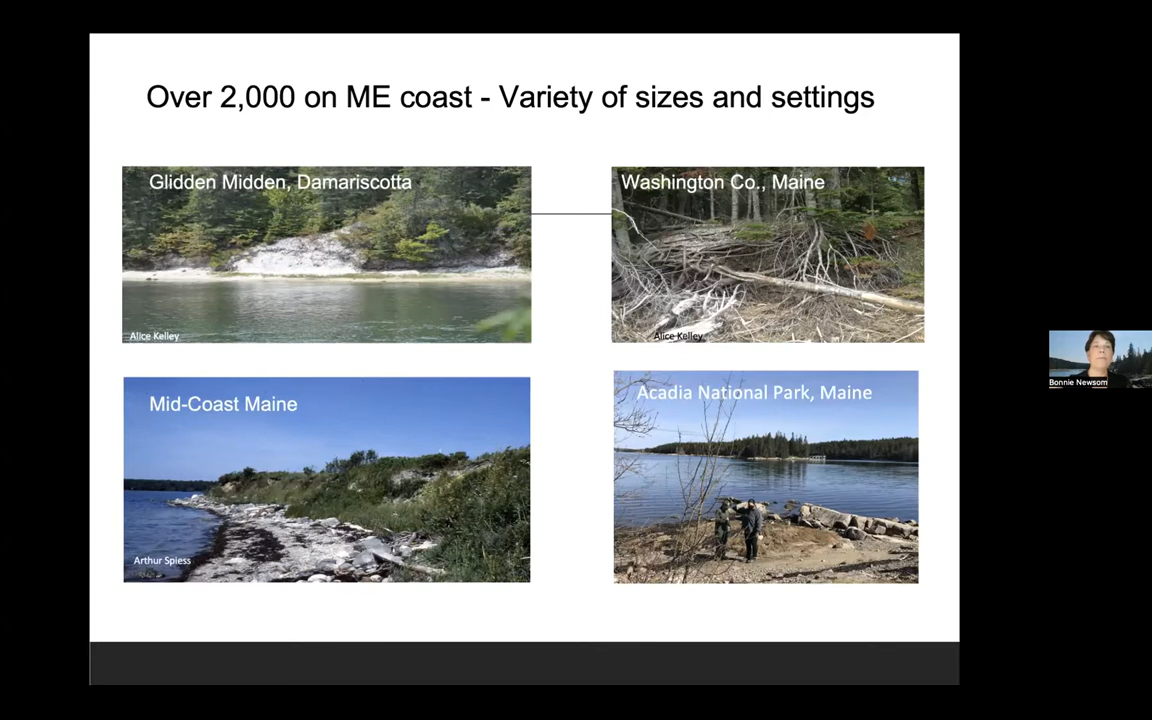 Over 2,000 on ME coast - Variety of sizes and settings
Glidden Midden, Damariscotta
Alice Kelley
Washington Co., Maine
Alice Kelley
Mid-Coast Maine
Arthur Spiess
Acadia National Park, Maine
Bonnie Newsom